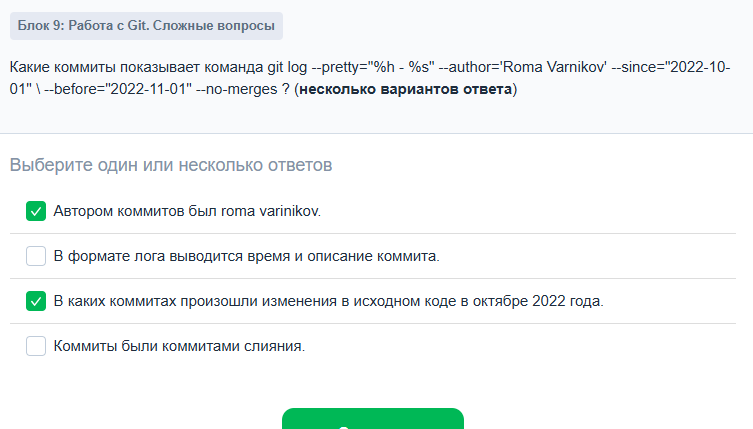 Блок 9: Работа с Git. Сложные вопросы
Какие коммиты показывает команда git log --pretty="%h - %s" --author='Roma Varnikov' --since="2022-10-
01" \ --before="2022-11-01" --no-merges ? (несколько вариантов ответа)
Выберите один или несколько ответов
Автором коммитов был roma varinikov.
В формате лога выводится время и описание коммита.
В каких коммитах произошли изменения в исходном коде в октябре 2022 года.
Коммиты были коммитами слияния.